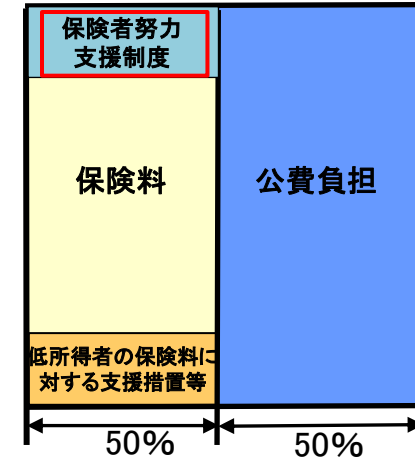 保険者努力
支援制度
保険料
公費負担
低所得者の保険料に
対する支援措置等
50%
50%